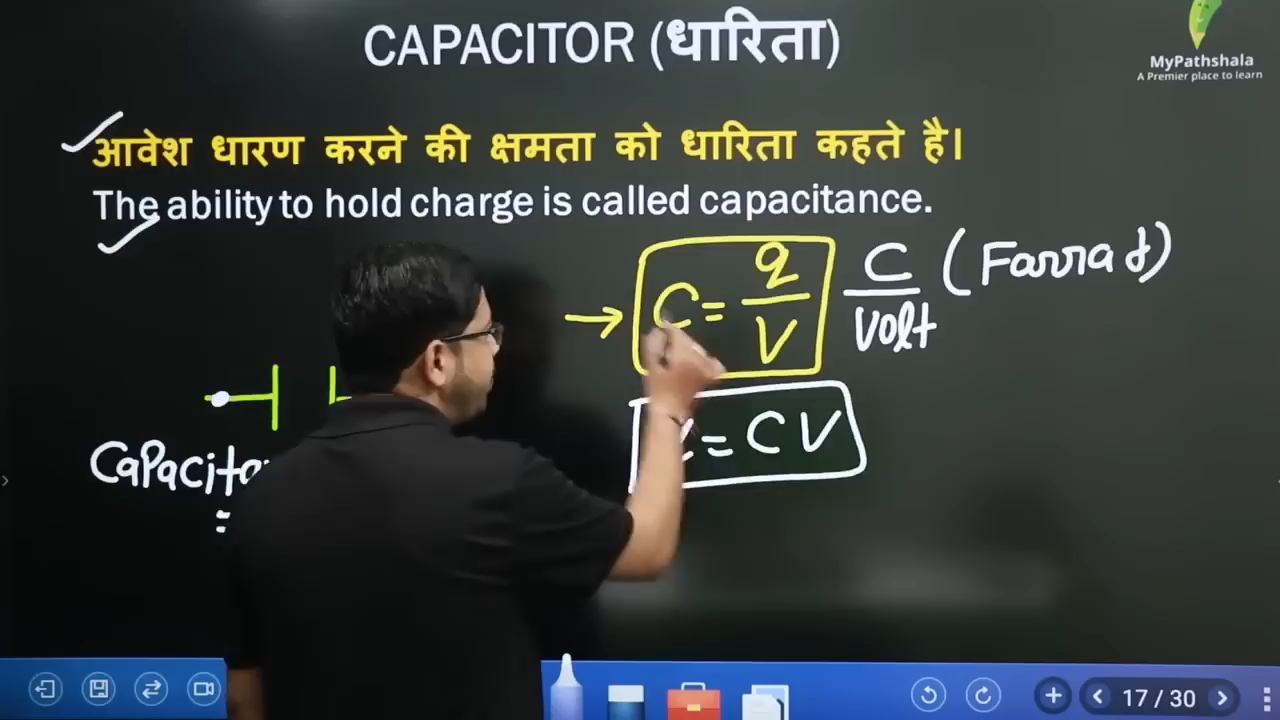 CAPACITOR (धारिता)
MyPathshala
A Premier place to learn
आवेश धारण करने की क्षमता को धारिता कहते है।
The ability to hold charge is called capacitance.
C = q/V C/Volt (Farrad)
= CV
17 / 30